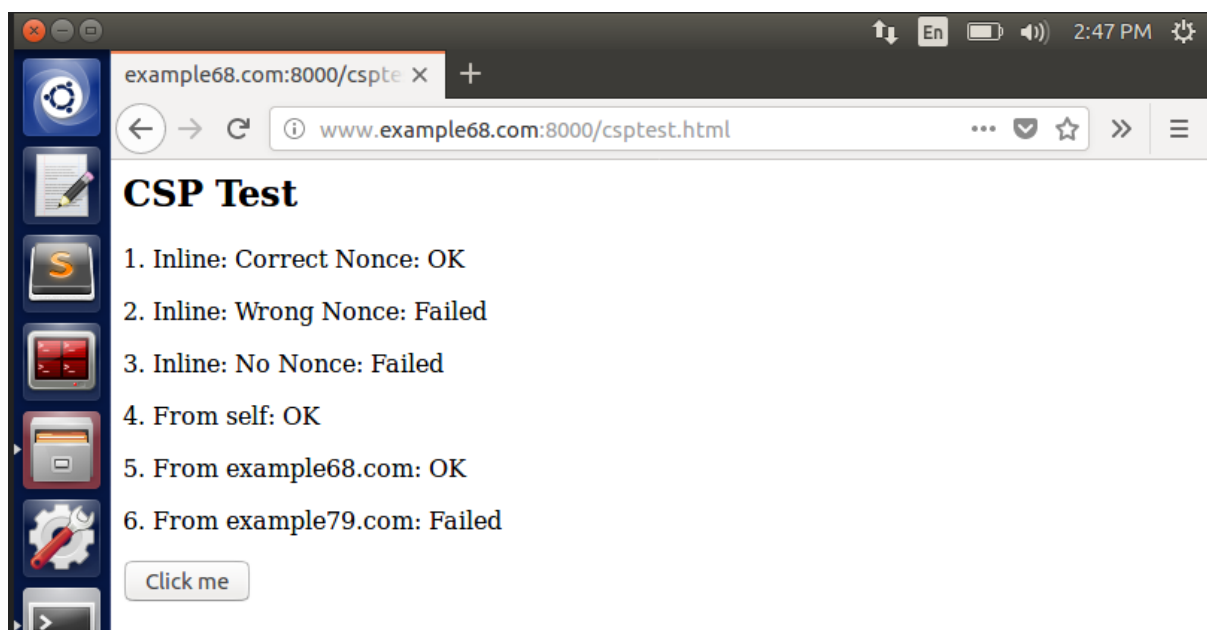 En 2:47 PM
example68.com:8000/cspte
www.example68.com:8000/csptest.html
CSP Test
1. Inline: Correct Nonce: OK
2. Inline: Wrong Nonce: Failed
3. Inline: No Nonce: Failed
4. From self: OK
5. From example68.com: OK
6. From example79.com: Failed
Click me